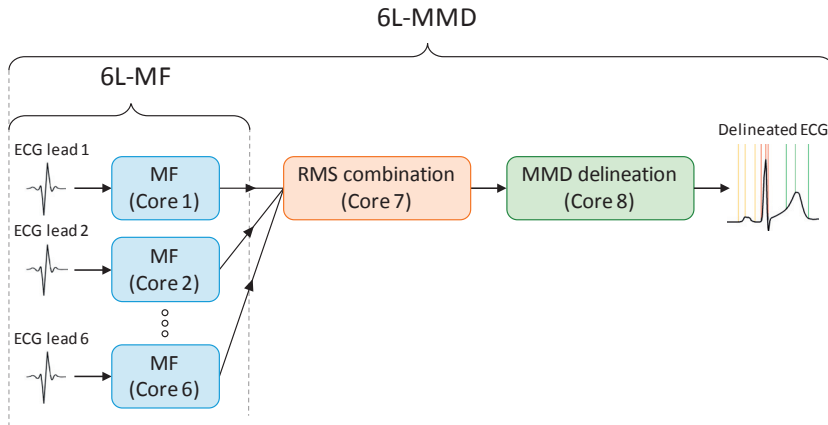 6L-MMD
6L-MF
ECG lead 1
MF
(Core 1)
RMS combination
(Core 7)
MMD delineation
(Core 8)
Delineated ECG
ECG lead 2
MF
(Core 2)
ECG lead 6
MF
(Core 6)